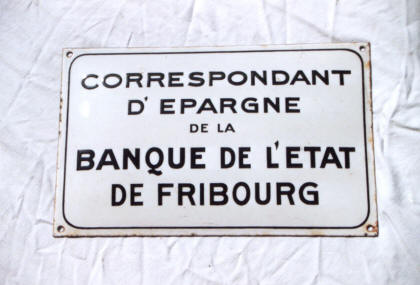 CORRESPONDANT
D' EPARGNE
DE LA
BANQUE DE L'ETAT
DE FRIBOURG